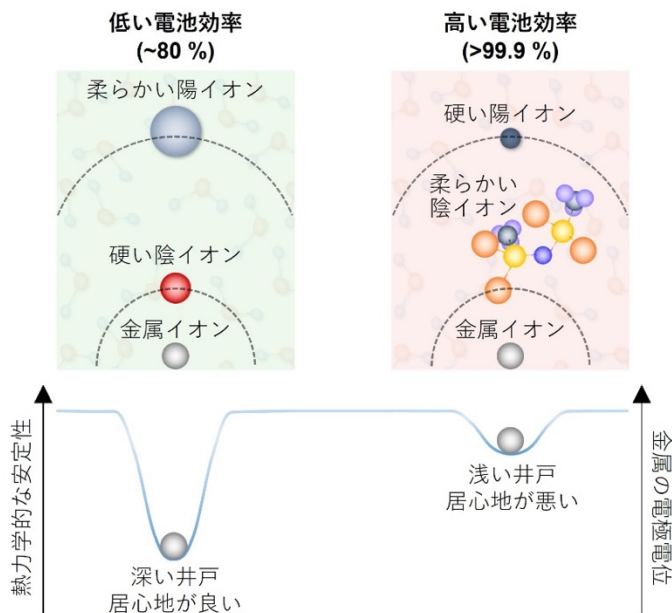 低い電池効率
(~80 %)
柔らかい陽イオン
硬い陰イオン
金属イオン
高い電池効率
(>99.9 %)
硬い陽イオン
柔らかい
陰イオン
金属イオン
熱力学的な安定性
深い井戸
居心地が良い
浅い井戸
居心地が悪い
金属の電極電位